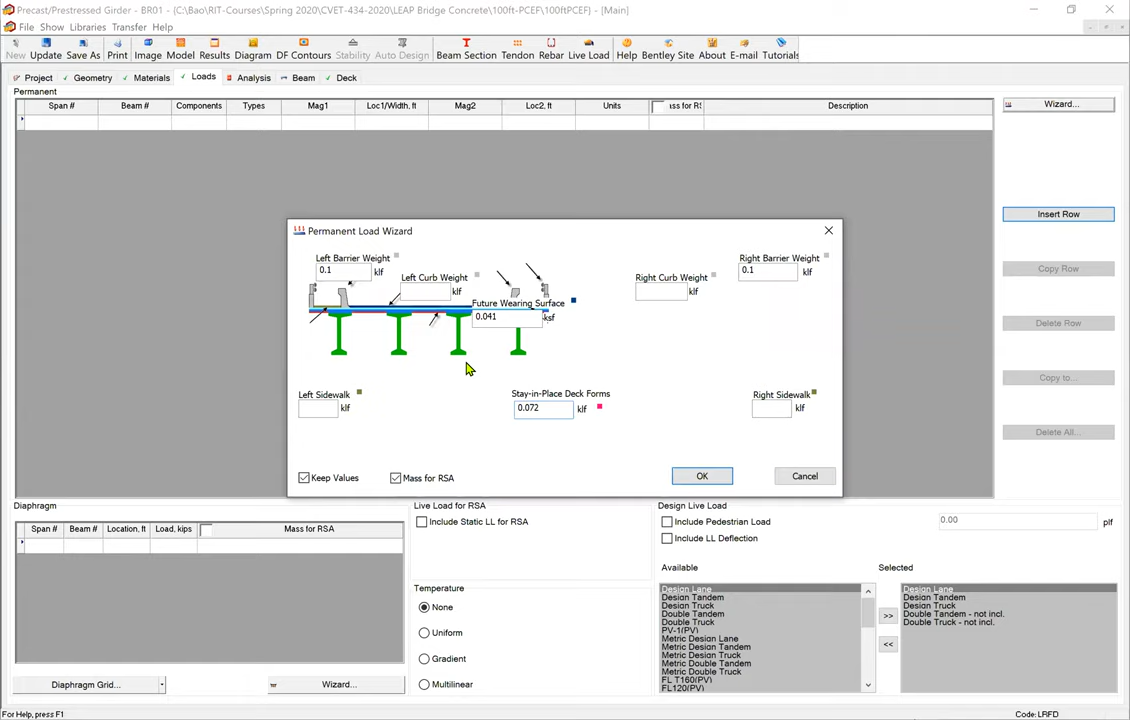 Precast/Prestressed Girder - BR01 - (C:\Bao\RIT-Courses\Spring 2020\CVET-434-2020\LEAP Bridge Concrete\100ft-PCEF\100ftPCEF) - [Main]
File Show Libraries Transfer Help
New Update Save As Print Image Model Results Diagram DF Contours Stability Auto Design Beam Section Tendon Rebar Live Load Help Bentley Site About E-mail Tutorials
Project Geometry Materials Loads Analysis Beam Deck
Permanent
Span # Beam # Components Types Mag1 Loc1/Width, ft Mag2 Loc2, ft Units ass for R Description
Wizard...
Insert Row
Copy Row
Delete Row
Copy to...
Delete All...
Permanent Load Wizard
Left Barrier Weight
0.1 klf
Left Curb Weight
klf
Future Wearing Surface
0.041 ksf
Right Curb Weight
klf
Right Barrier Weight
0.1 klf
Left Sidewalk
klf
Stay-in-Place Deck Forms
0.072 klf
Right Sidewalk
klf
Keep Values
Mass for RSA
OK
Cancel
Diaphragm
Span # Beam # Location, ft Load, kips Mass for RSA
Diaphragm Grid...
Wizard...
Live Load for RSA
Include Static LL for RSA
Temperature
None
Uniform
Gradient
Multilinear
Design Live Load
Include Pedestrian Load
0.00 plf
Include LL Deflection
Available
Design Lane
Design Tandem
Design Truck
Double Tandem
Double Truck
PV-1(PV)
Metric Design Lane
Metric Design Tandem
Metric Design Truck
Metric Double Tandem
Metric Double Truck
FL T160(PV)
FL120(PV)
>>
<<
Selected
Design Lane
Design Tandem
Design Truck
Double Tandem - not incl.
Double Truck - not incl.
For Help, press F1
Code: LRFD